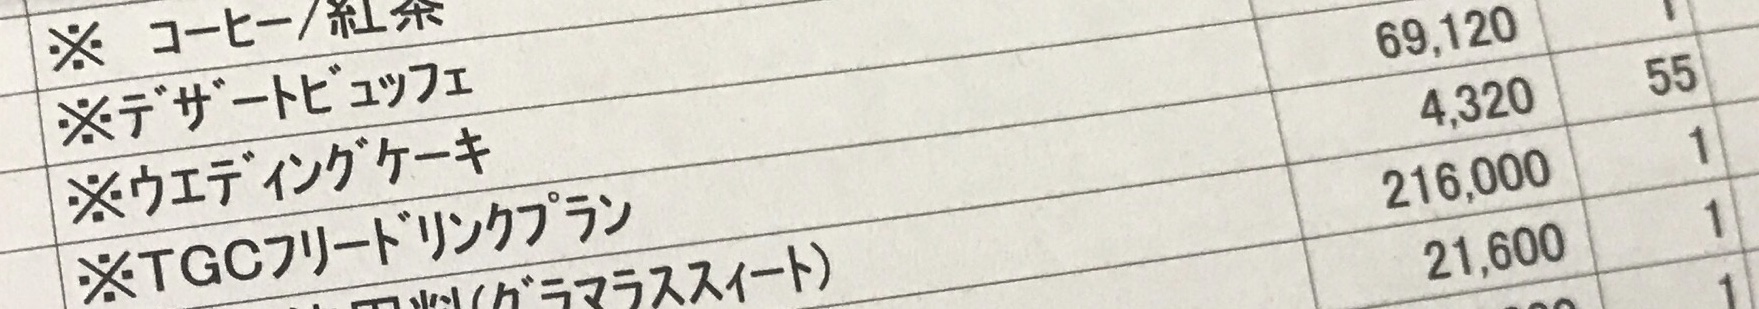 ※ コーヒー/紅茶
※デザートビュッフェ
※ウエディングケーキ 69,120 1
※TGCフリードリンクプラン 4,320 55
(グラマラススィート) 216,000 1
21,600 1
1